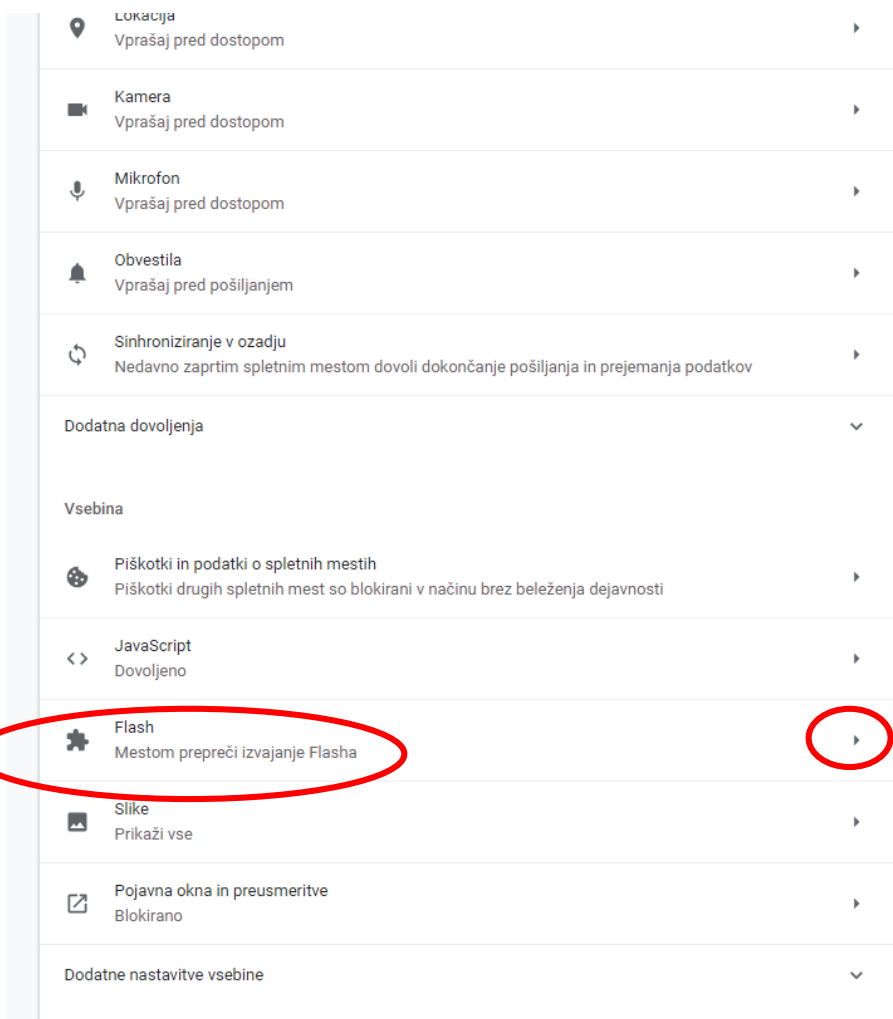 Lokacija
Vprašaj pred dostopom
Kamera
Vprašaj pred dostopom
Mikrofon
Vprašaj pred dostopom
Obvestila
Vprašaj pred pošiljanjem
Sinhroniziranje v ozadju
Nedavno zaprtim spletnim mestom dovoli dokončanje pošiljanja in prejemanja podatkov
Dodatna dovoljenja
Vsebina
Piškotki in podatki o spletnih mestih
Piškotki drugih spletnih mest so blokirani v načinu brez beleženja dejavnosti
JavaScript
Dovoljeno
Flash
Mestom prepreči izvajanje Flasha
Slike
Prikaži vse
Pojavna okna in preusmeritve
Blokirano
Dodatne nastavitve vsebine